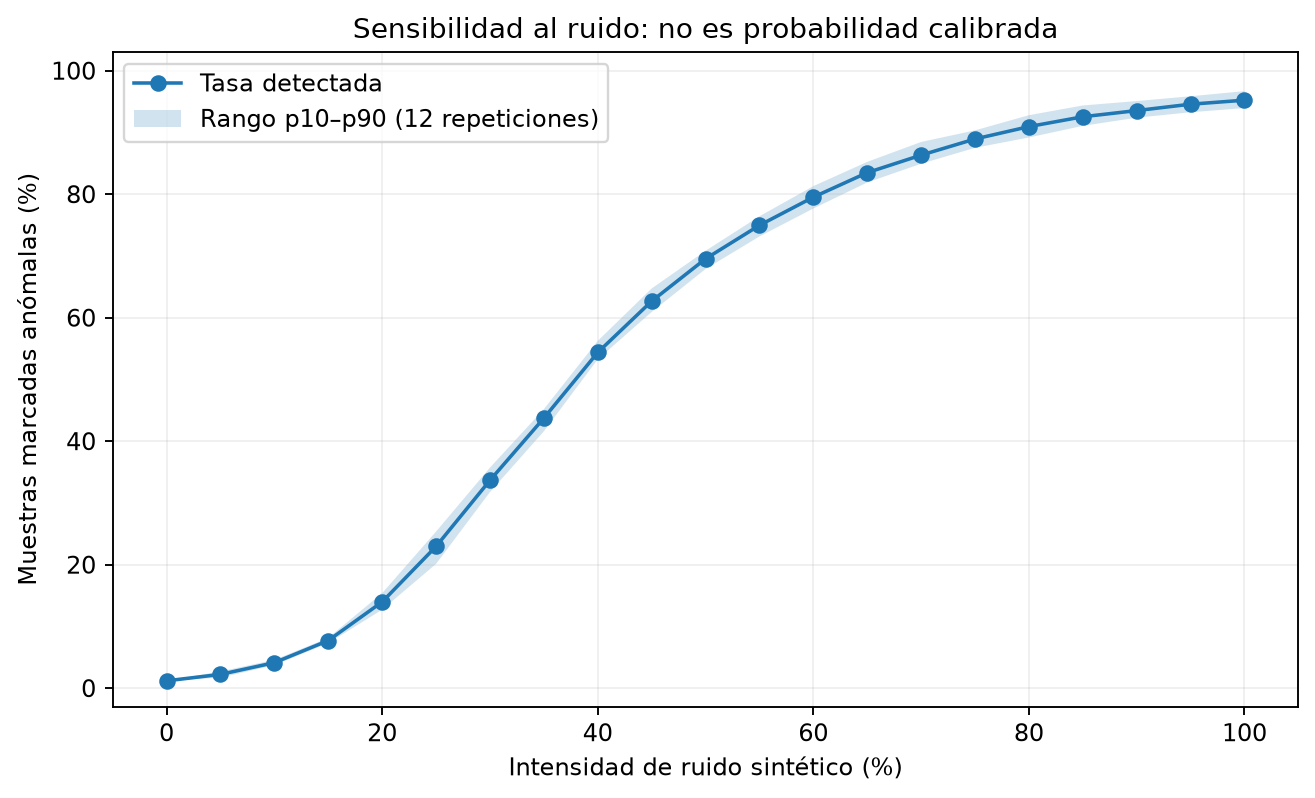 Sensibilidad al ruido: no es probabilidad calibrada
Tasa detectada
Rango p10–p90 (12 repeticiones)
Muestras marcadas anómalas (%)
100
80
60
40
20
0
0 20 40 60 80 100
Intensidad de ruido sintético (%)